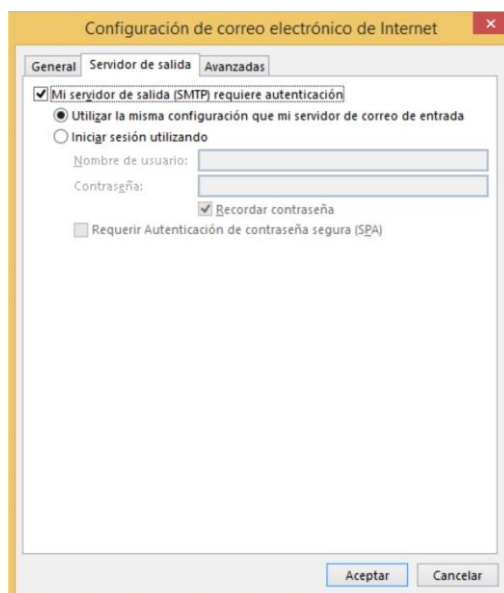 Configuración de correo electrónico de Internet
General Servidor de salida Avanzadas
Mi servidor de salida (SMTP) requiere autenticación
Utilizar la misma configuración que mi servidor de correo de entrada
Iniciar sesión utilizando
Nombre de usuario:
Contraseña:
Recordar contraseña
Requerir Autenticación de contraseña segura (SPA)
Aceptar Cancelar